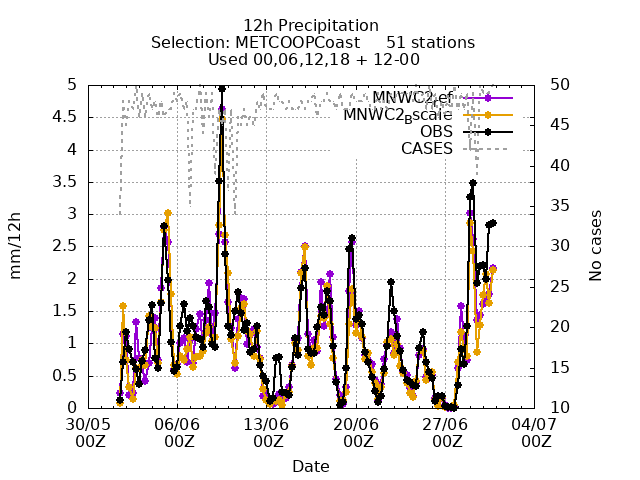 12h Precipitation
Selection: METCOOPCoast 51 stations
Used 00,06,12,18 + 12-00
MNWC2.ef
MNWC2Bscare
OBS
CASES
5
4.5
4
3.5
3
2.5
2
1.5
1
0.5
0
50
45
40
35
30
25
20
15
10
mm/12h
No cases
30/05 06/06 13/06 20/06 27/06 04/07
00Z 00Z 00Z 00Z 00Z 00Z
Date